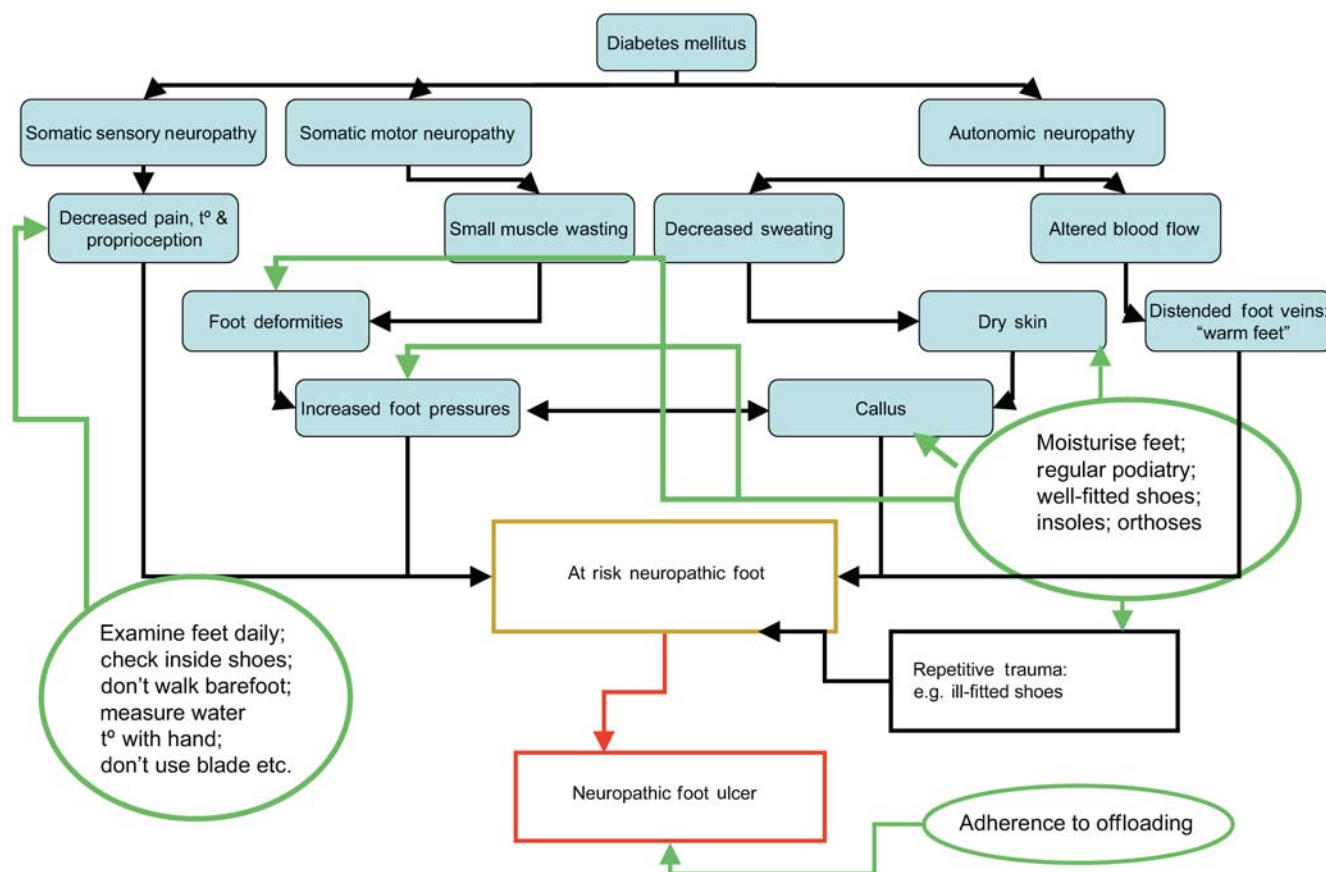 Diabetes mellitus
Somatic sensory neuropathy
Somatic motor neuropathy
Autonomic neuropathy
Decreased pain, tº &
proprioception
Small muscle wasting
Decreased sweating
Altered blood flow
Foot deformities
Dry skin
Distended foot veins:
“warm feet”
Increased foot pressures
Callus
Moisturise feet;
regular podiatry;
well-fitted shoes;
insoles; orthoses
At risk neuropathic foot
Examine feet daily;
check inside shoes;
don’t walk barefoot;
measure water
tº with hand;
don’t use blade etc.
Repetitive trauma:
e.g. ill-fitted shoes
Neuropathic foot ulcer
Adherence to offloading